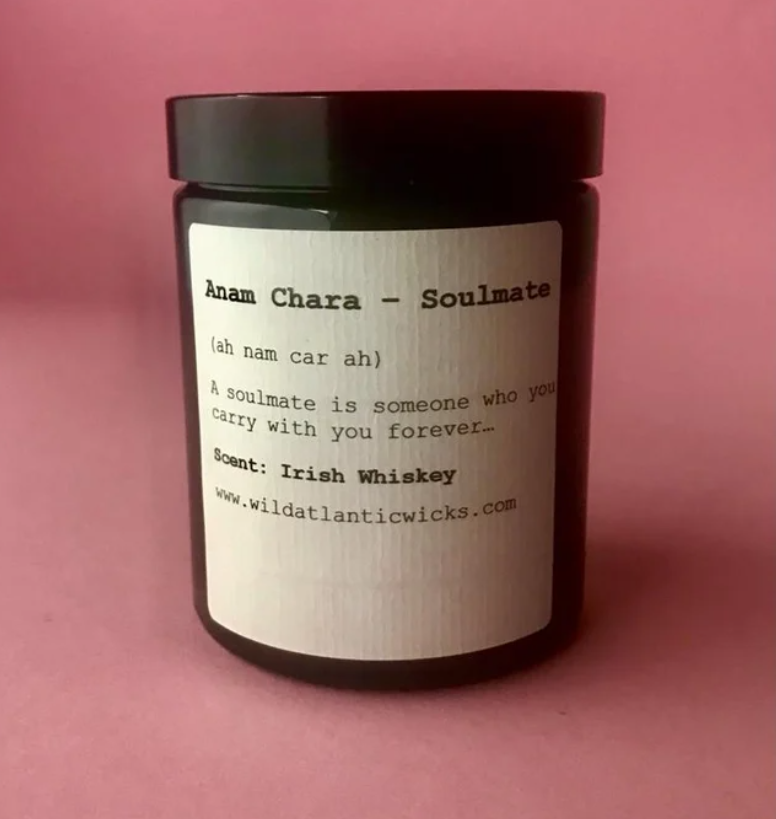 Anam Chara - Soulmate
(ah nam car ah)
A soulmate is someone who you
carry with you forever…
Scent: Irish Whiskey
www.wildatlanticwicks.com